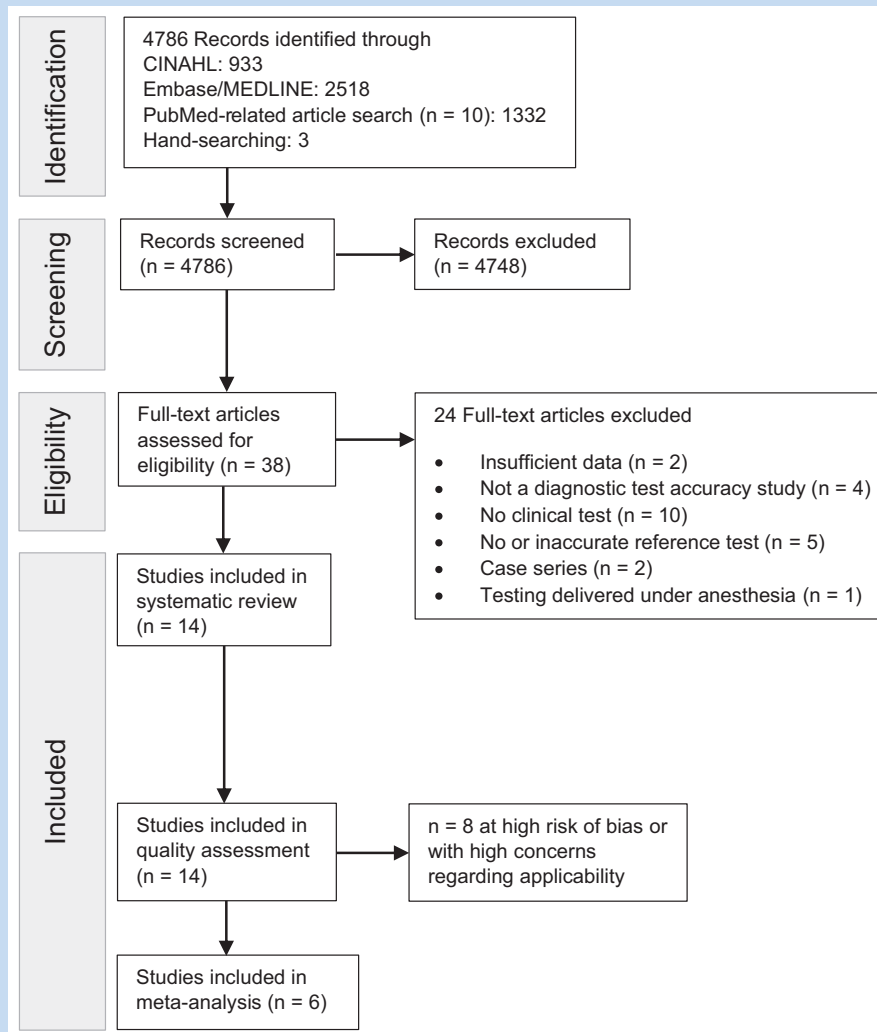 Identification
4786 Records identified through
CINAHL: 933
Embase/MEDLINE: 2518
PubMed-related article search (n = 10): 1332
Hand-searching: 3
Screening
Records screened
(n = 4786)
Records excluded
(n = 4748)
Eligibility
Full-text articles
assessed for
eligibility (n = 38)
24 Full-text articles excluded
• Insufficient data (n = 2)
• Not a diagnostic test accuracy study (n = 4)
• No clinical test (n = 10)
• No or inaccurate reference test (n = 5)
• Case series (n = 2)
• Testing delivered under anesthesia (n = 1)
Included
Studies included in
systematic review
(n = 14)
Studies included in
quality assessment
(n = 14)
n = 8 at high risk of bias or
with high concerns
regarding applicability
Studies included in
meta-analysis (n = 6)